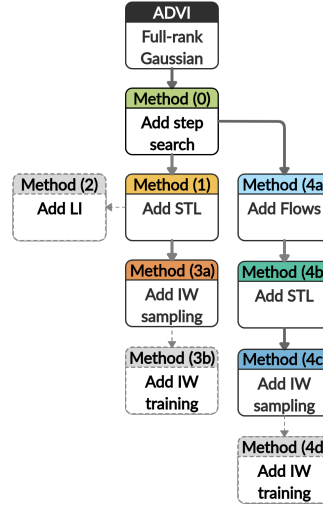 ADVI
Full-rank
Gaussian
Method (0)
Add step
search
Method (2)
Add LI
Method (1)
Add STL
Method (4a
Add Flows
Method (3a)
Add IW
sampling
Method (4b
Add STL
Method (3b)
Add IW
training
Method (4c
Add IW
sampling
Method (4d
Add IW
training